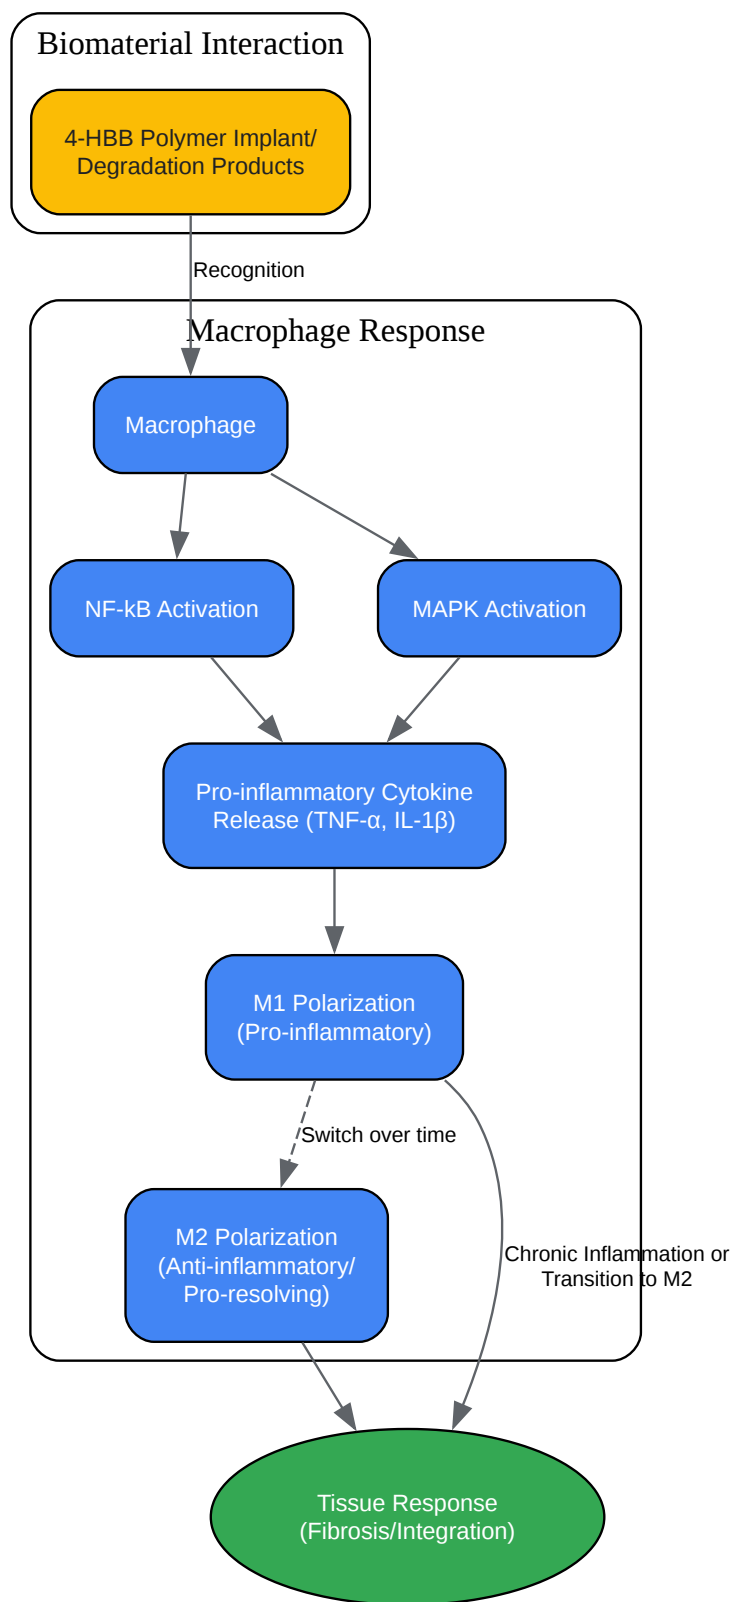 Biomaterial Interaction
4-HBB Polymer Implant/
Degradation Products
Recognition
Macrophage Response
Macrophage
NF-kB Activation
MAPK Activation
Pro-inflammatory Cytokine
Release (TNF-α, IL-1β)
M1 Polarization
(Pro-inflammatory)
Switch over time
M2 Polarization
(Anti-inflammatory/
Pro-resolving)
Chronic Inflammation or
Transition to M2
Tissue Response
(Fibrosis/Integration)